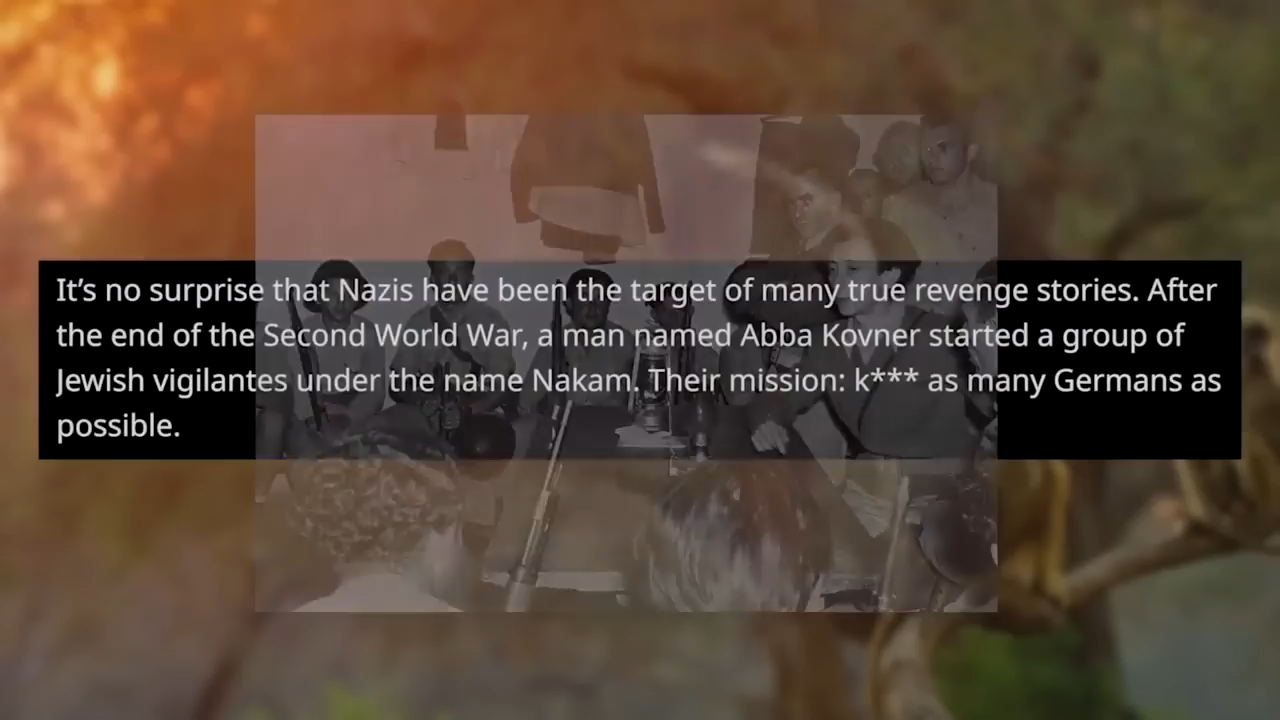 It’s no surprise that Nazis have been the target of many true revenge stories. After
the end of the Second World War, a man named Abba Kovner started a group of
Jewish vigilantes under the name Nakam. Their mission: k*** as many Germans as
possible.